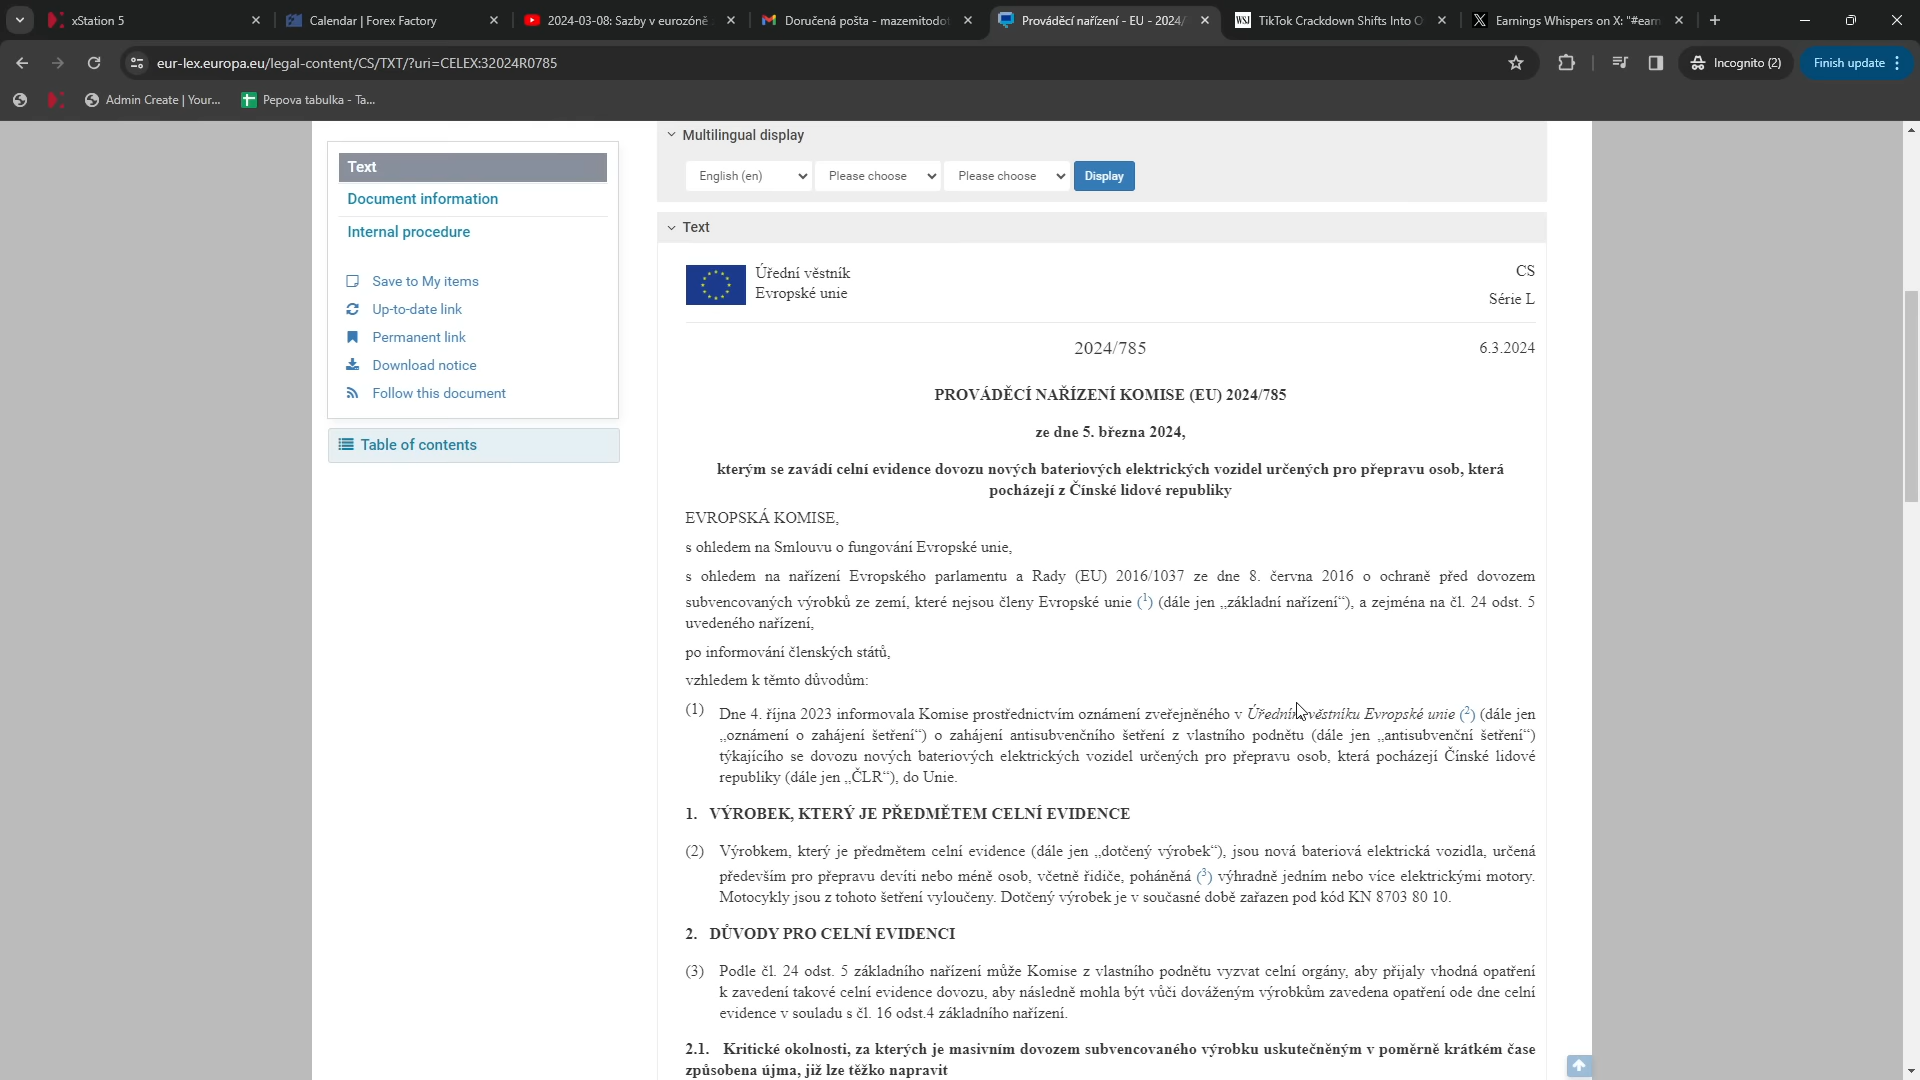 xStation 5
Calendar | Forex Factory
2024-03-08: Sazby v eurozóně
Doručená pošta - mazemitodo
Prováděcí nařízení - EU - 2024/
WSJ
TikTok Crackdown Shifts Into O
X
Earnings Whispers on X: "#earn
eur-lex.europa.eu/legal-content/CS/TXT/?uri=CELEX:32024R0785
Incognito (2)
Finish update
Admin Create | Your...
Pepova tabulka - Ta...
Text
Document information
Internal procedure
Save to My items
Up-to-date link
Permanent link
Download notice
Follow this document
Table of contents
Multilingual display
English (en)
Please choose
Please choose
Display
Text
Úřední věstník
Evropské unie
CS
Série L
2024/785
6.3.2024
PROVÁDĚCÍ NAŘÍZENÍ KOMISE (EU) 2024/785
ze dne 5. března 2024,
kterým se zavádí celní evidence dovozu nových bateriových elektrických vozidel určených pro přepravu osob, která
pocházejí z Čínské lidové republiky
EVROPSKÁ KOMISE,
s ohledem na Smlouvu o fungování Evropské unie,
s ohledem na nařízení Evropského parlamentu a Rady (EU) 2016/1037 ze dne 8. června 2016 o ochraně před dovozem
subvencovaných výrobků ze zemí, které nejsou členy Evropské unie (1) (dále jen „základní nařízení“), a zejména na čl. 24 odst. 5
uvedeného nařízení,
po informování členských států,
vzhledem k těmto důvodům:
(1) Dne 4. října 2023 informovala Komise prostřednictvím oznámení zveřejněného v Úředním věstníku Evropské unie (2) (dále jen
„oznámení o zahájení šetření“) o zahájení antisubvenčního šetření z vlastního podnětu (dále jen „antisubvenční šetření“)
týkajícího se dovozu nových bateriových elektrických vozidel určených pro přepravu osob, která pocházejí Čínské lidové
republiky (dále jen „ČLR“), do Unie.
1. VÝROBEK, KTERÝ JE PŘEDMĚTEM CELNÍ EVIDENCE
(2) Výrobkem, který je předmětem celní evidence (dále jen „dotčený výrobek“), jsou nová bateriová elektrická vozidla, určená
především pro přepravu devíti nebo méně osob, včetně řidiče, poháněná (3) výhradně jedním nebo více elektrickými motory.
Motocykly jsou z tohoto šetření vyloučeny. Dotčený výrobek je v současné době zařazen pod kód KN 8703 80 10.
2. DŮVODY PRO CELNÍ EVIDENCI
(3) Podle čl. 24 odst. 5 základního nařízení může Komise z vlastního podnětu vyzvat celní orgány, aby přijaly vhodná opatření
k zavedení takové celní evidence dovozu, aby následně mohla být vůči dováženým výrobkům zavedena opatření ode dne celní
evidence v souladu s čl. 16 odst.4 základního nařízení.
2.1. Kritické okolnosti, za kterých je masivním dovozem subvencovaného výrobku uskutečněným v poměrně krátkém čase
způsobena újma, již lze těžko napravit